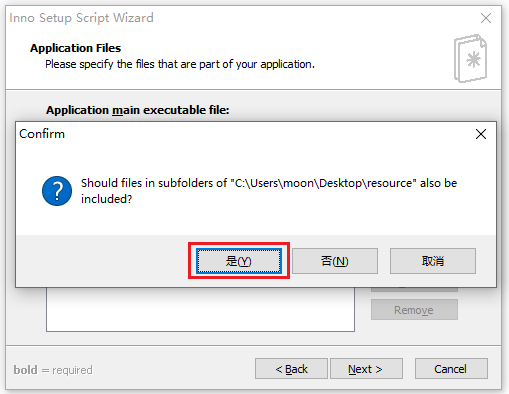 Inno Setup Script Wizard
Application Files
Please specify the files that are part of your application.
Application main executable file:
Confirm
Should files in subfolders of "C:\Users\moon\Desktop\resource" also be
included?
是(Y)
否(N)
取消
Remove
bold = required
< Back
Next >
Cancel